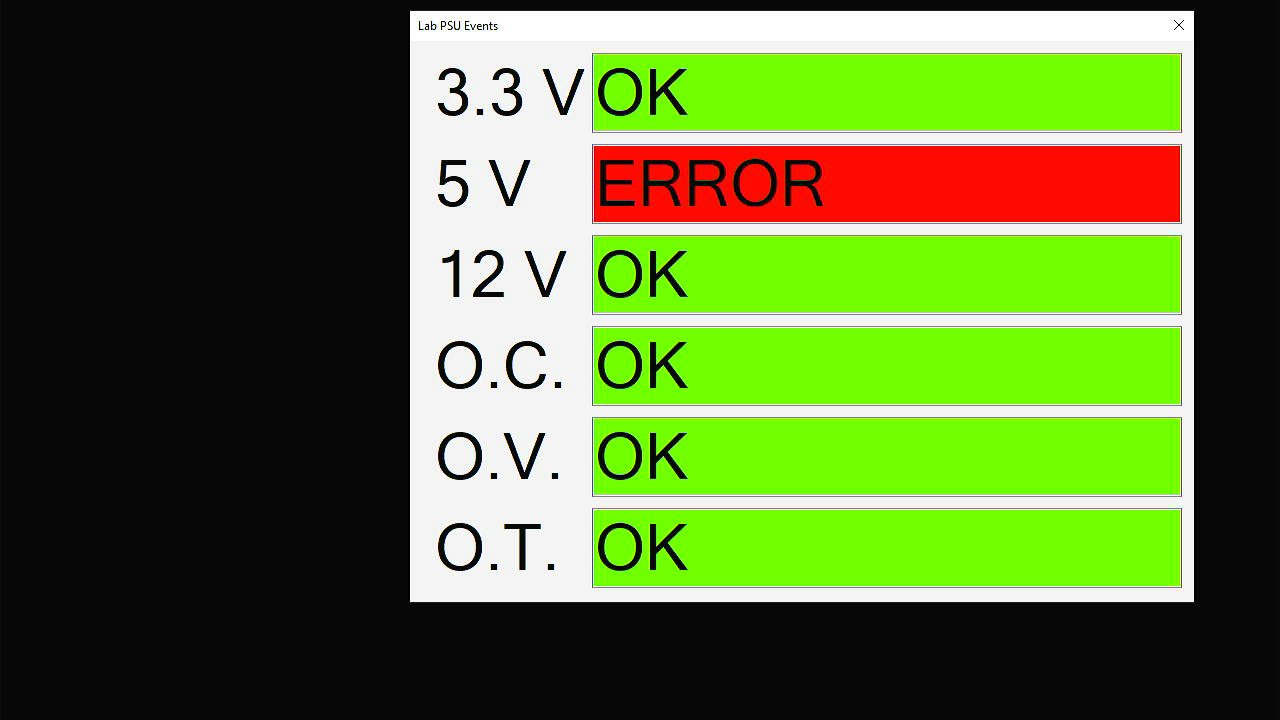 Lab PSU Events
3.3 V OK
5 V ERROR
12 V OK
O.C. OK
O.V. OK
O.T. OK